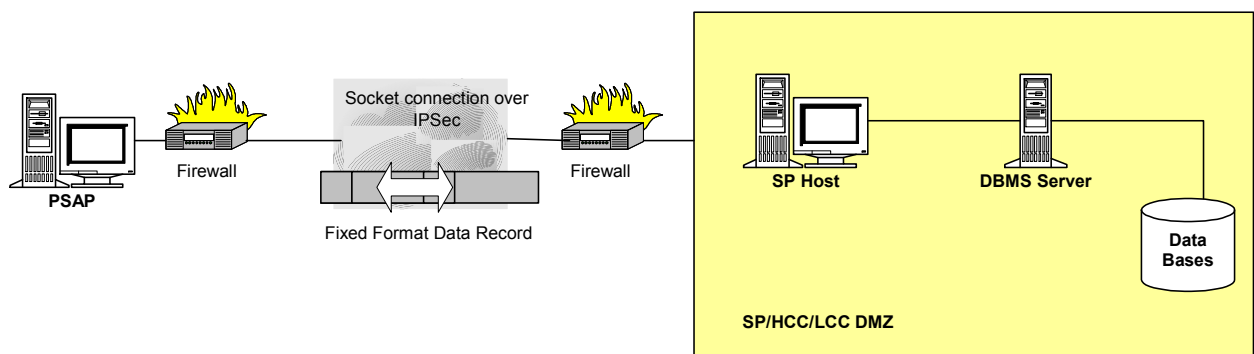 Socket connection over
IPSec
Firewall
Firewall
PSAP
Fixed Format Data Record
SP Host
DBMS Server
Data
Bases
SP/HCC/LCC DMZ